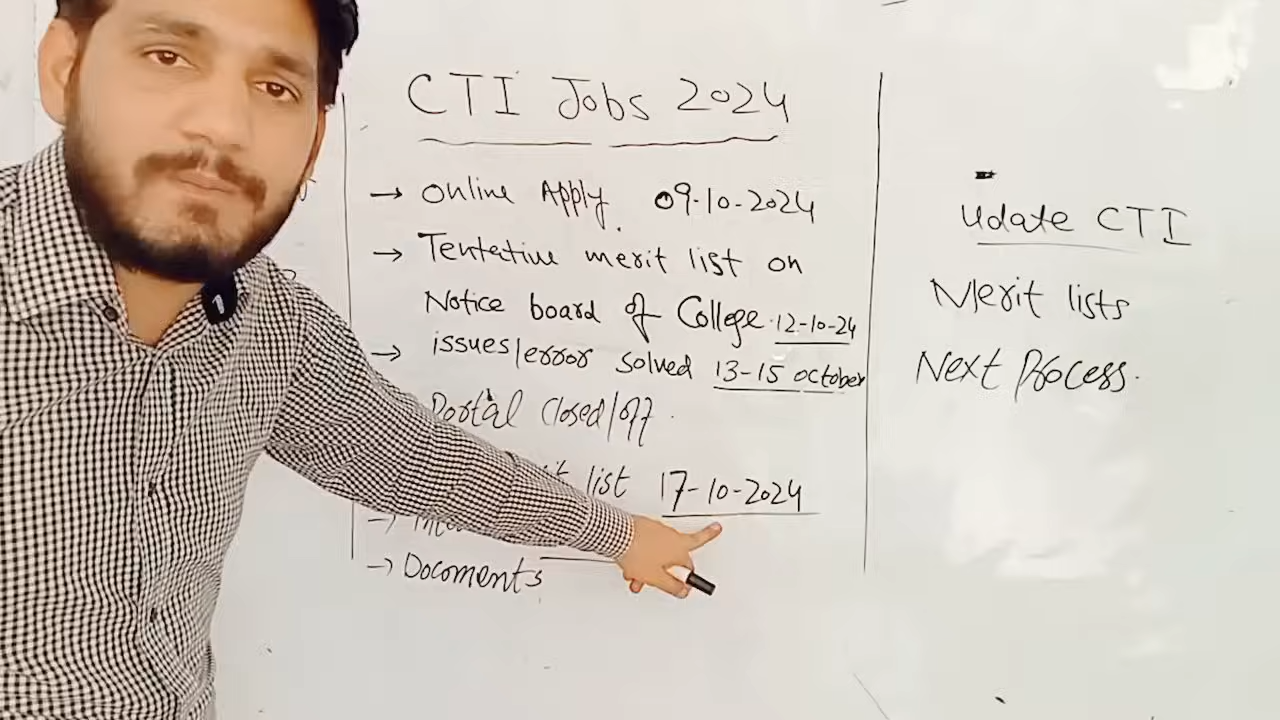 CTI Jobs 2024
→ Online Apply. 09-10-2024
→ Tentative merit list on
Notice board of College. 12-10-24
→ issues/error solved 13-15 october
Portal Closed/off.
list 17-10-2024
→ Documents
Udate CTI
Merit lists
Next Process.